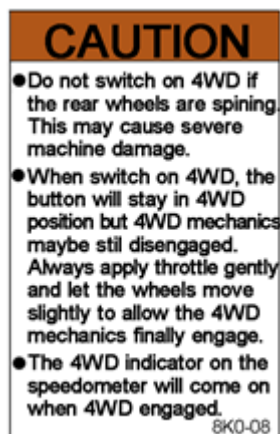 CAUTION
●Do not switch on 4WD if
the rear wheels are spining.
This may cause severe
machine damage.
●When switch on 4WD, the
button will stay in 4WD
position but 4WD mechanics
maybe stil disengaged.
Always apply throttle gently
and let the wheels move
slightly to allow the 4WD
mechanics finally engage.
●The 4WD indicator on the
speedometer will come on
when 4WD engaged.
8K0-08